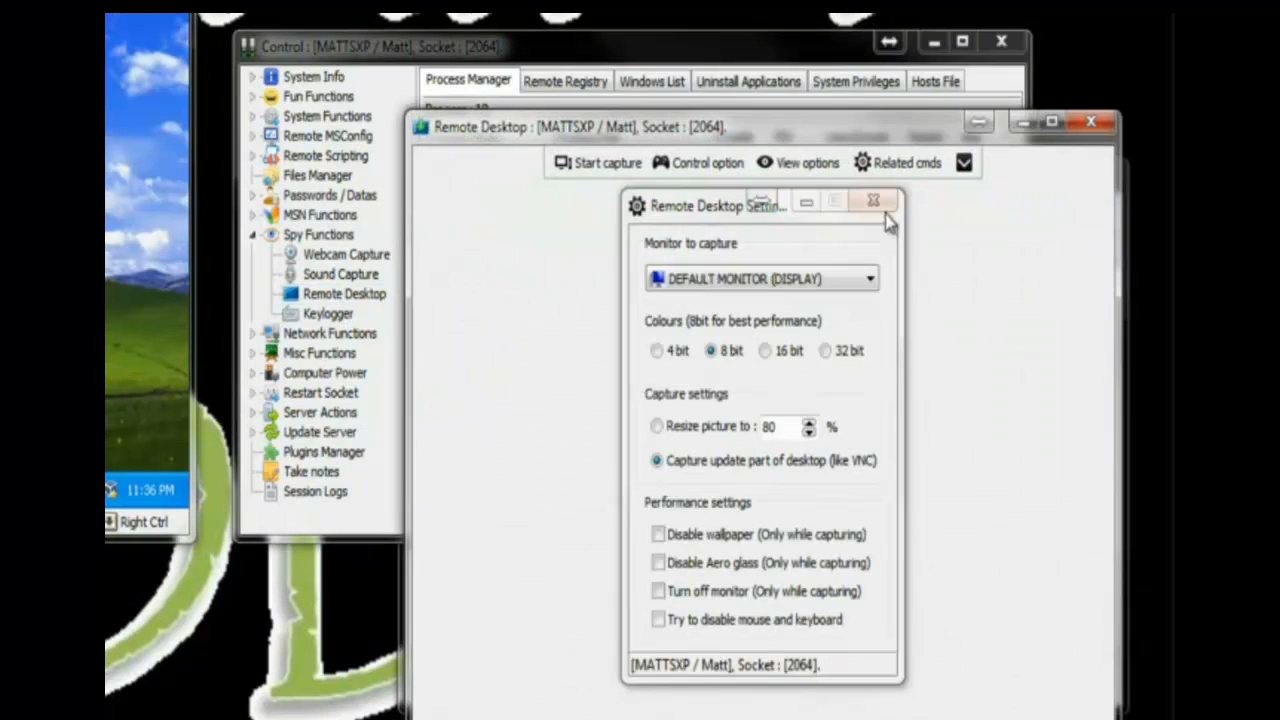 Control : [MATTSXP / Matt], Socket : [2064].
System Info
Fun Functions
System Functions
Remote MSConfig
Remote Scripting
Files Manager
Passwords / Datas
MSN Functions
Spy Functions
Webcam Capture
Sound Capture
Remote Desktop
Keylogger
Network Functions
Misc Functions
Computer Power
Restart Socket
Server Actions
Update Server
Plugins Manager
Take notes
Session Logs
Process Manager Remote Registry Windows List Uninstall Applications System Privileges Hosts File
Remote Desktop : [MATTSXP / Matt], Socket : [2064].
Start capture Control option View options Related cmds
Remote Desktop Settin...
Monitor to capture
DEFAULT MONITOR (DISPLAY)
Colours (8bit for best performance)
4 bit 8 bit 16 bit 32 bit
Capture settings
Resize picture to : 80 %
Capture update part of desktop (like VNC)
Performance settings
Disable wallpaper (Only while capturing)
Disable Aero glass (Only while capturing)
Turn off monitor (Only while capturing)
Try to disable mouse and keyboard
[MATTSXP / Matt], Socket : [2064].
11:36 PM
Right Ctrl